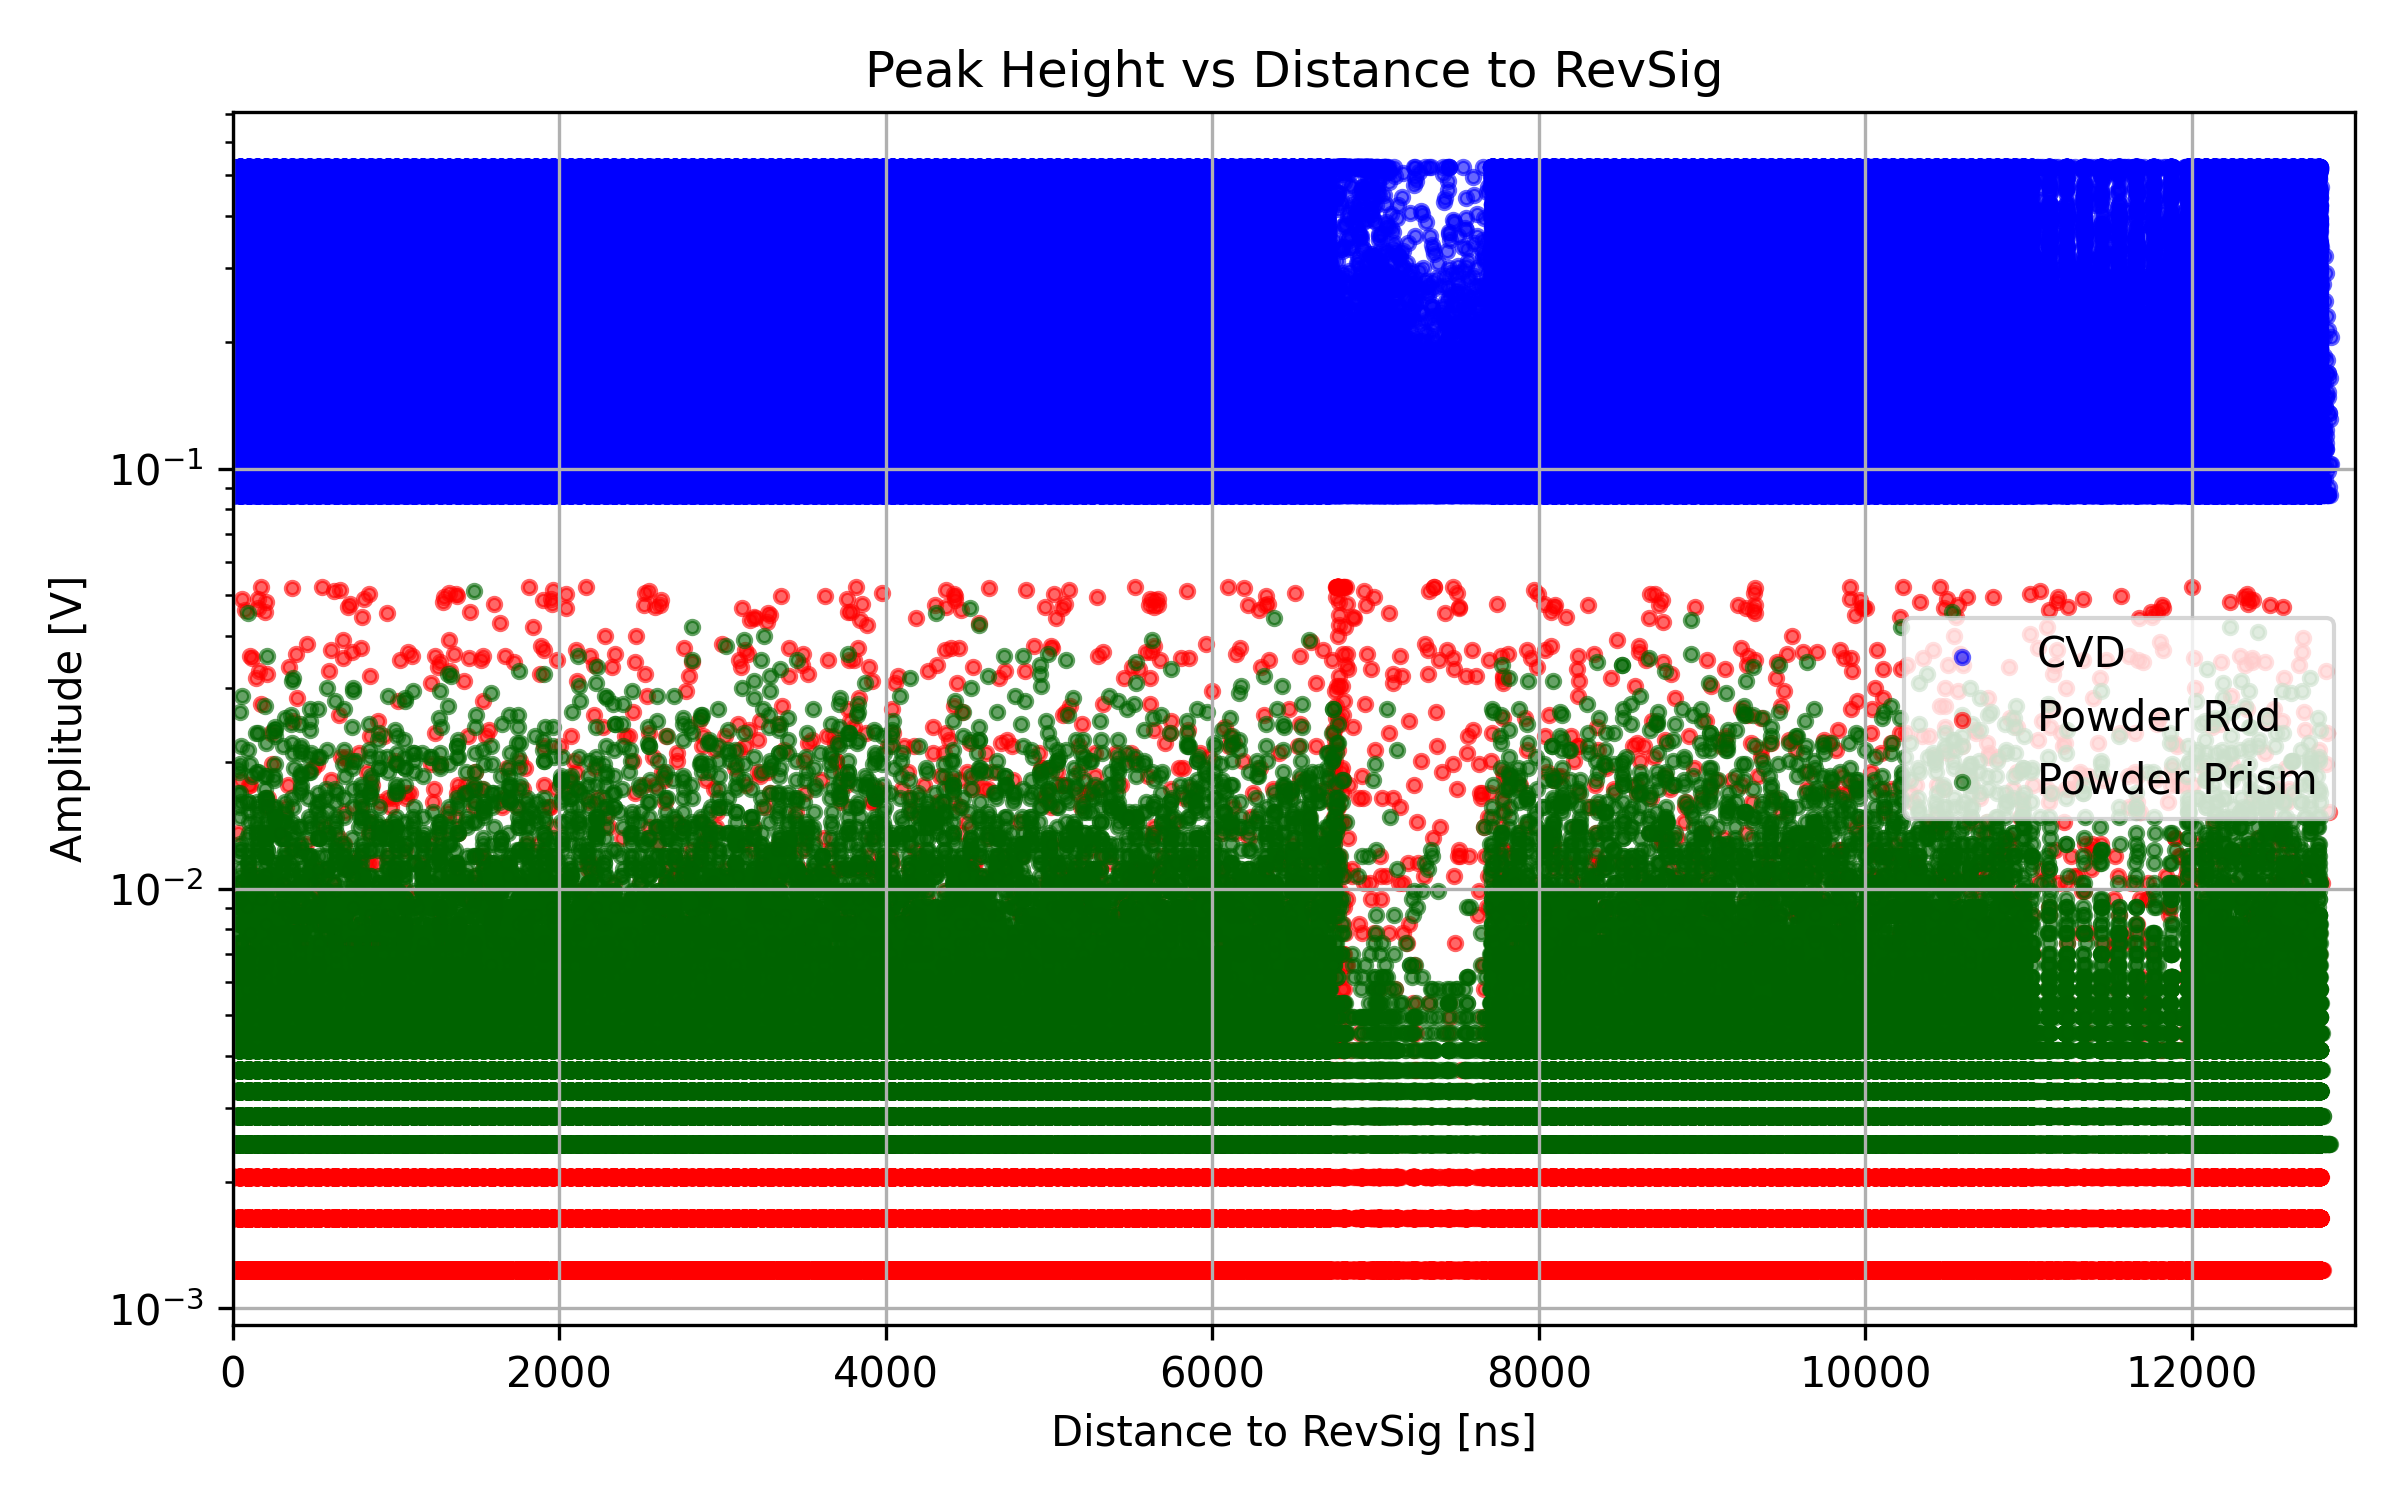 Peak Height vs Distance to RevSig
Amplitude [V]
10⁻¹
10⁻²
10⁻³
CVD
Powder Rod
Powder Prism
0 2000 4000 6000 8000 10000 12000
Distance to RevSig [ns]